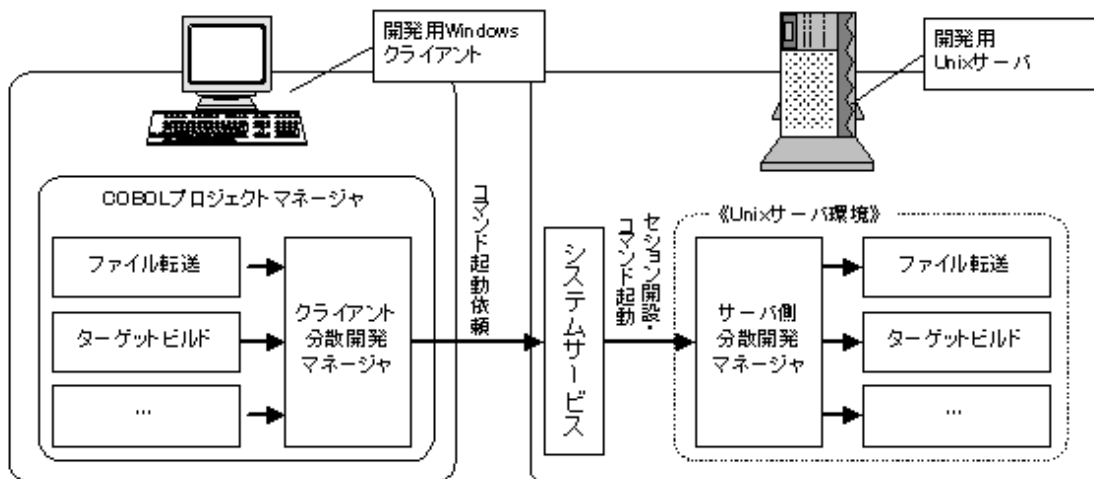 開発用Windows
クライアント
開発用
Unixサーバ
COBOLプロジェクトマネージャ
ファイル転送
ターゲットビルド
…
クライアント
分散開発
マネージャ
コマンド起動依頼
システムサービス
セション開設・
コマンド起動
《Unixサーバ環境》
サーバ側
分散開発
マネージャ
ファイル転送
ターゲットビルド
…